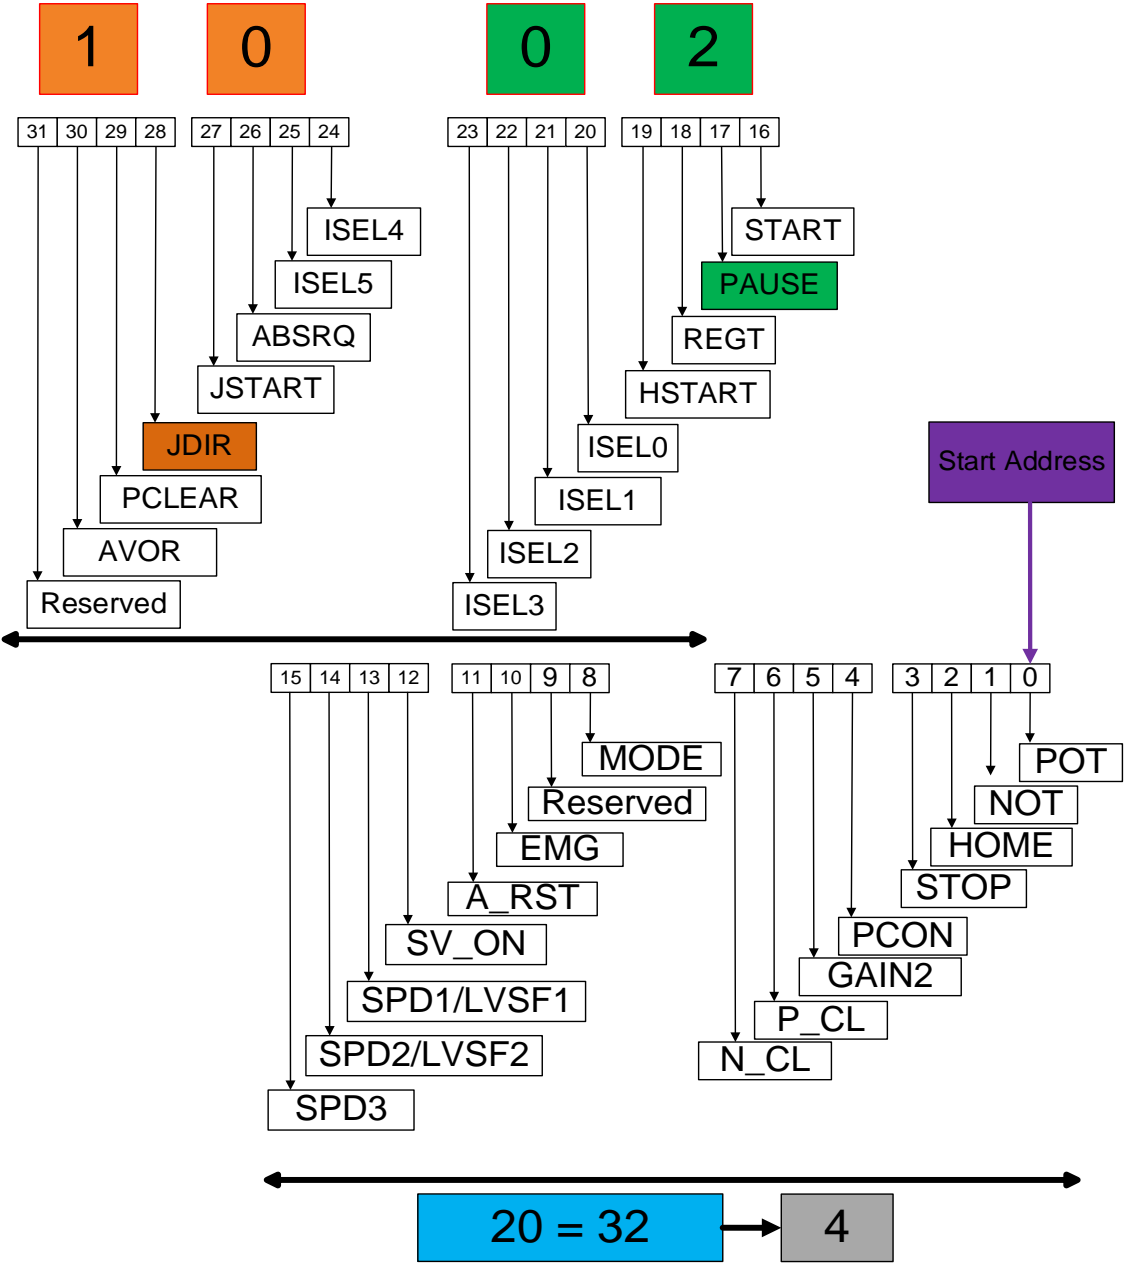 1 0 0 2
31 30 29 28 27 26 25 24 23 22 21 20 19 18 17 16
ISEL4 START
ISEL5 PAUSE
ABSRQ REGT
JSTART HSTART
JDIR ISEL0 Start Address
PCLEAR ISEL1
AVOR ISEL2
Reserved ISEL3
15 14 13 12 11 10 9 8 7 6 5 4 3 2 1 0
MODE POT
Reserved NOT
EMG HOME
A_RST STOP
SV_ON PCON
SPD1/LVSF1 GAIN2
SPD2/LVSF2 P_CL
N_CL
SPD3
20 = 32 4